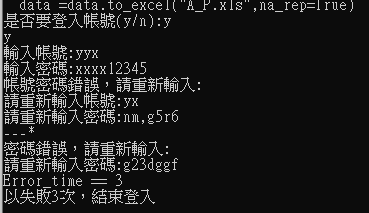 data =data.to_excel("A_P.xls",na_rep=True)
是否要登入帳號(y/n):y
y
輸入帳號:yyx
輸入密碼:xxxx12345
帳號密碼錯誤，請重新輸入:
請重新輸入帳號:yx
請重新輸入密碼:nm,g5r6
---*
密碼錯誤，請重新輸入:
請重新輸入密碼:g23dggf
Error_time == 3
以失敗3次，結束登入